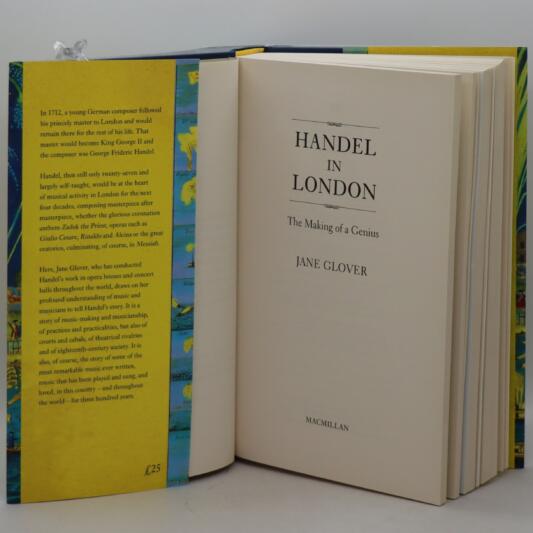 In 1712, a young German composer followed
his princely master to London and would
remain there for the rest of his life. That
master would become King George II and
the composer was George Frideric Handel.
Handel, then still only twenty-seven and
largely self-taught, would be at the heart
of musical activity in London for the next
four decades, composing masterpiece after
masterpiece, whether the glorious coronation
anthem Zadok the Priest, operas such as
Giulio Cesare, Rinaldo and Alcina or the great
oratorios, culminating, of course, in Messiah.
Here, Jane Glover, who has conducted
Handel's work in opera houses and concert
halls throughout the world, draws on her
profound understanding of music and
musicians to tell Handel's story. It is a
story of music-making and musicianship,
of practices and practicalities, but also of
courts and cabals, of theatrical rivalries
and of eighteenth-century society. It is
also, of course, the story of some of the
most remarkable music ever written,
music that has been played and sung, and
loved, in this country – and throughout
the world – for three hundred years.
£25
HANDEL
IN
LONDON
The Making of a Genius
JANE GLOVER
MACMILLAN